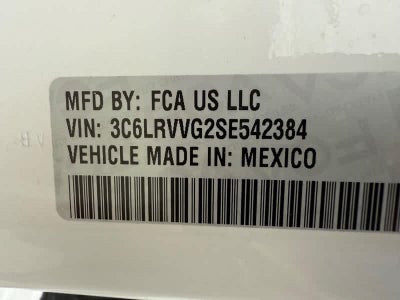 MFD BY: FCA US LLC
VIN: 3C6LRVVG2SE542384
VEHICLE MADE IN: MEXICO